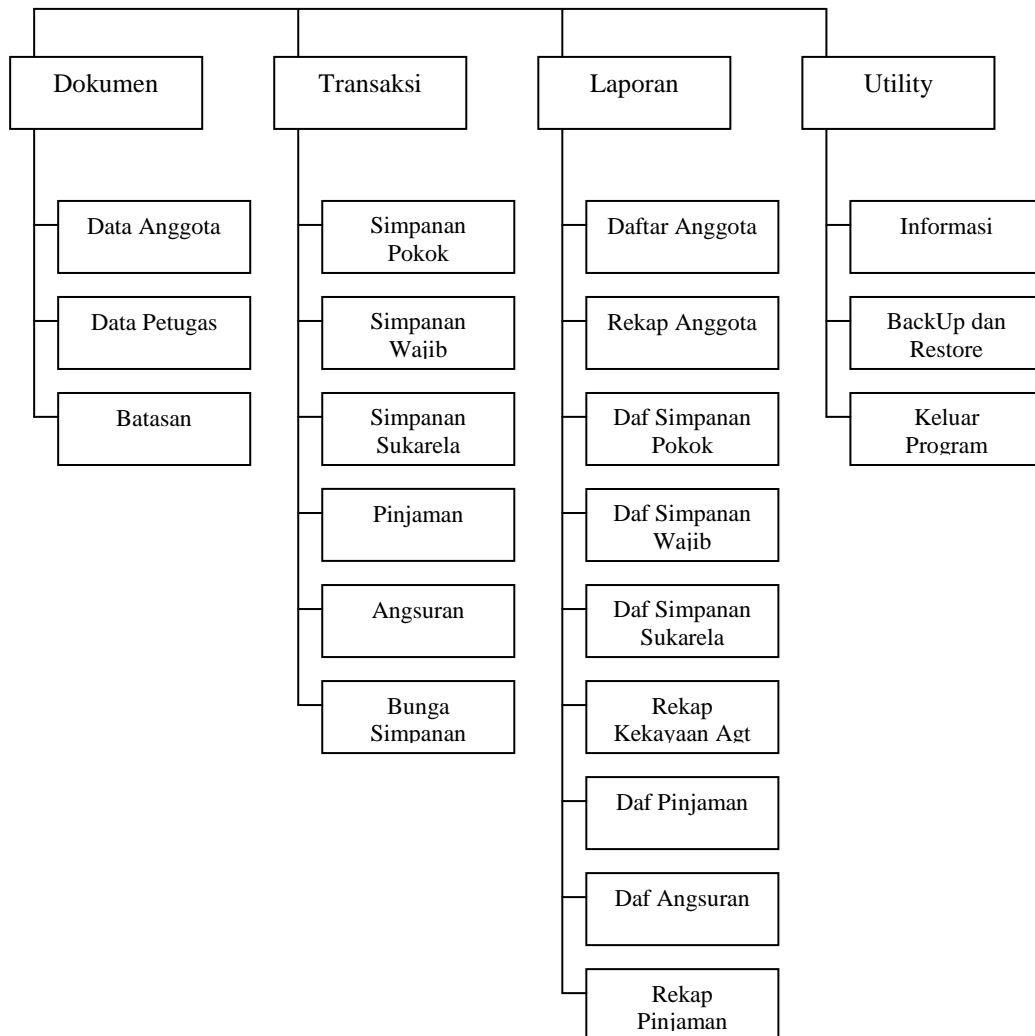 Dokumen
Transaksi
Laporan
Utility
Data Anggota
Data Petugas
Batasan
Simpanan
Pokok
Simpanan
Wajib
Simpanan
Sukarela
Pinjaman
Angsuran
Bunga
Simpanan
Daftar Anggota
Rekap Anggota
Daf Simpanan
Pokok
Daf Simpanan
Wajib
Daf Simpanan
Sukarela
Rekap
Kekayaan Agt
Daf Pinjaman
Daf Angsuran
Rekap
Pinjaman
Informasi
BackUp dan
Restore
Keluar
Program